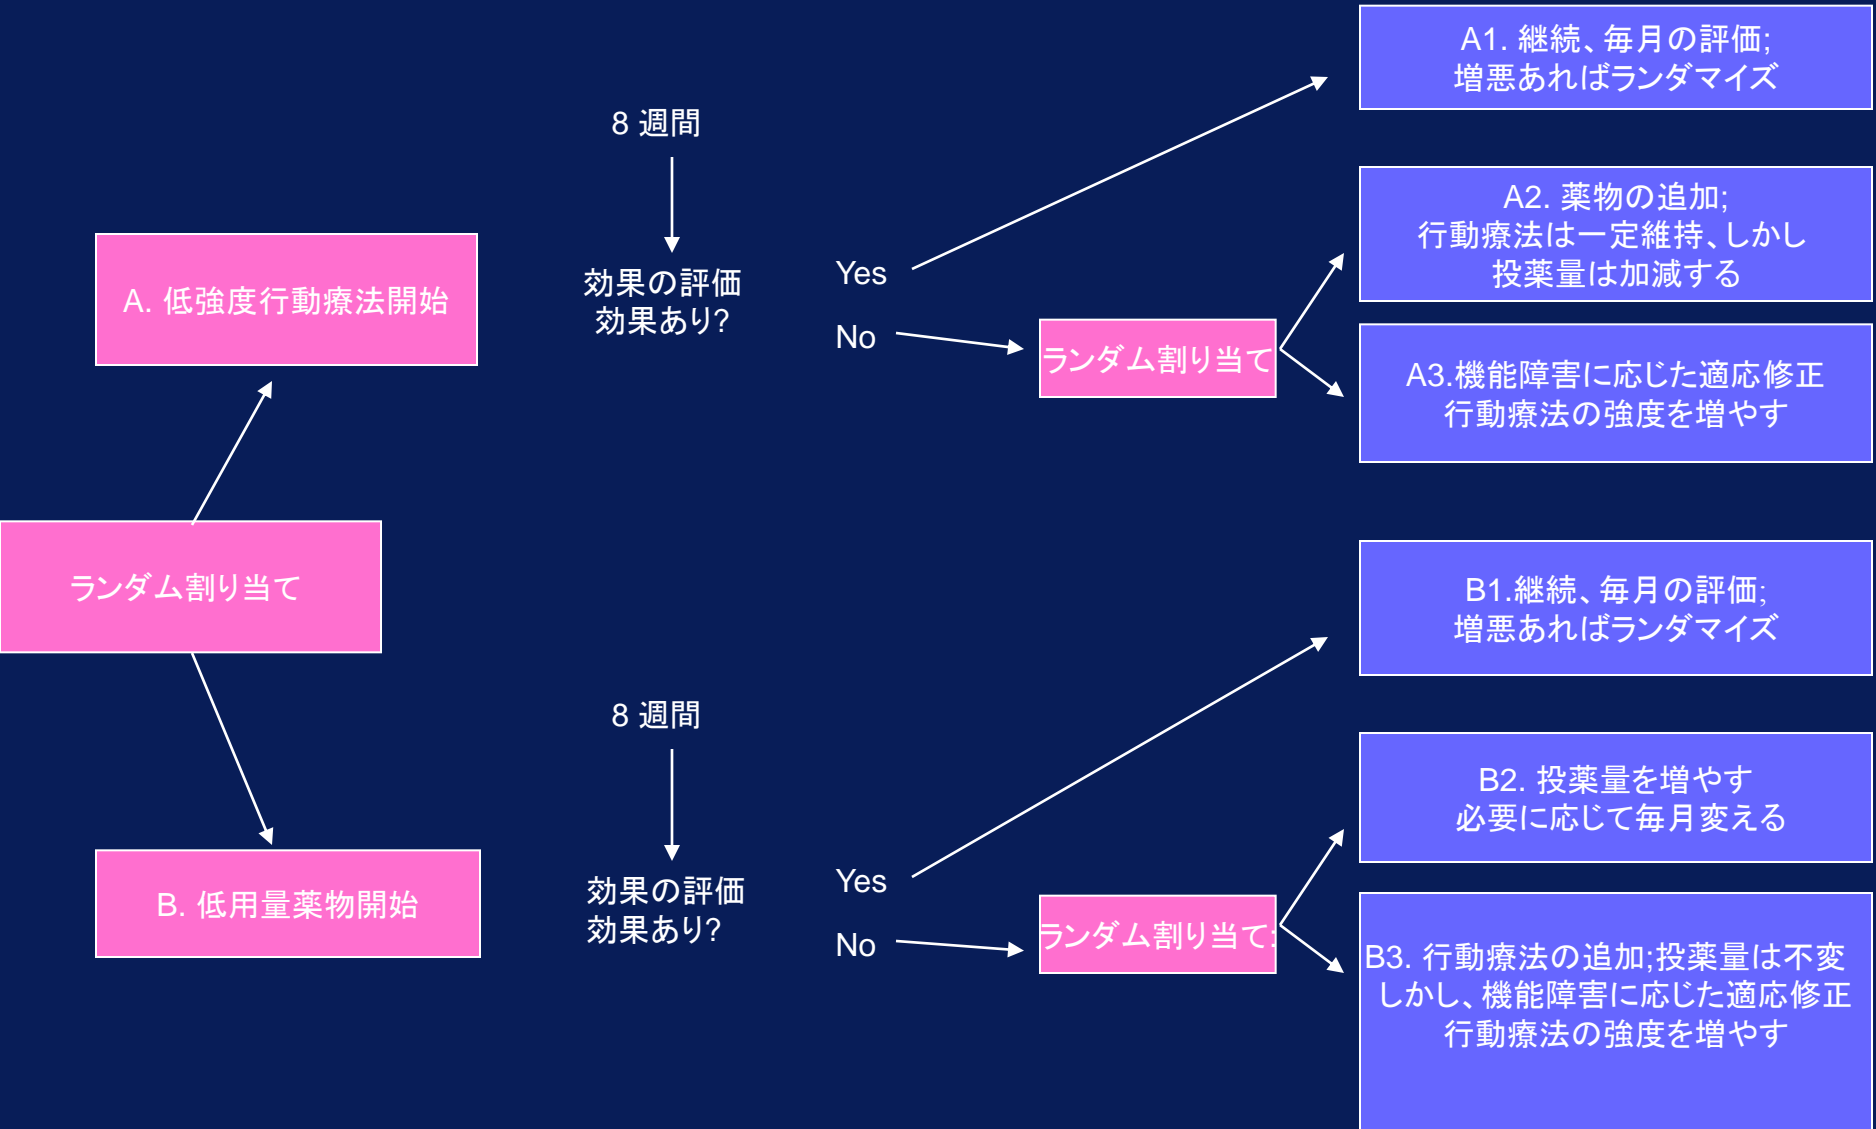 A1. 継続、毎月の評価;
増悪あればランダマイズ
8 週間
A2. 薬物の追加;
行動療法は一定維持、しかし
投薬量は加減する
A. 低強度行動療法開始
効果の評価
効果あり?
Yes
No
ランダム割り当て
A3.機能障害に応じた適応修正
行動療法の強度を増やす
ランダム割り当て
B1.継続、毎月の評価;
増悪あればランダマイズ
8 週間
B2. 投薬量を増やす
必要に応じて毎月変える
B. 低用量薬物開始
効果の評価
効果あり?
Yes
No
ランダム割り当て:
B3. 行動療法の追加;投薬量は不変
しかし、機能障害に応じた適応修正
行動療法の強度を増やす